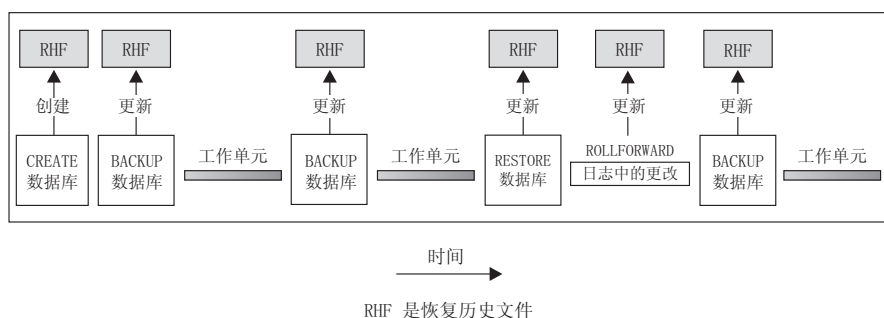 RHF RHF RHF RHF RHF RHF
创建 更新 更新 更新 更新 更新
CREATE
数据库
BACKUP
数据库
工作单元
BACKUP
数据库
工作单元
RESTORE
数据库
ROLLFORWARD
日志中的更改
BACKUP
数据库
工作单元
时间
RHF 是恢复历史文件